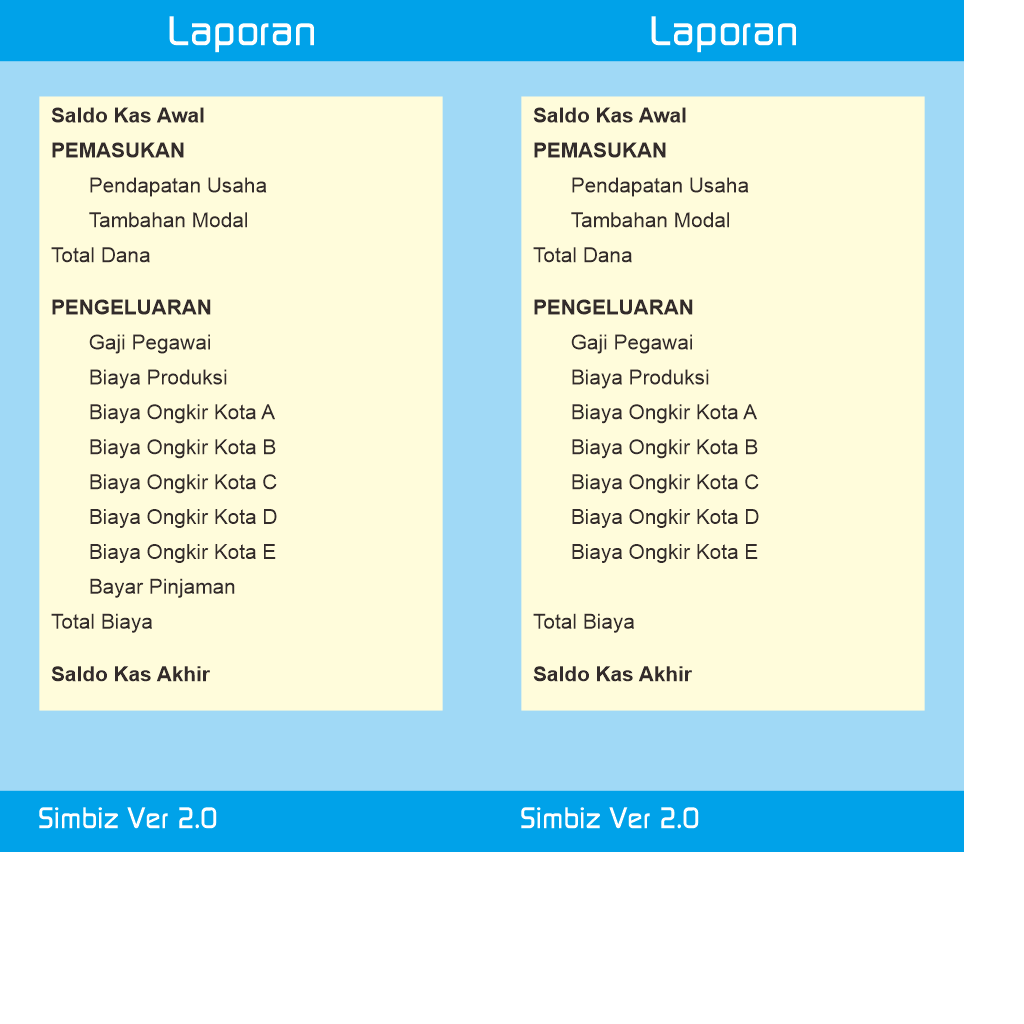 Laporan
Saldo Kas Awal
PEMASUKAN
Pendapatan Usaha
Tambahan Modal
Total Dana
PENGELUARAN
Gaji Pegawai
Biaya Produksi
Biaya Ongkir Kota A
Biaya Ongkir Kota B
Biaya Ongkir Kota C
Biaya Ongkir Kota D
Biaya Ongkir Kota E
Bayar Pinjaman
Total Biaya
Saldo Kas Akhir
Simbiz Ver 2.0
Laporan
Saldo Kas Awal
PEMASUKAN
Pendapatan Usaha
Tambahan Modal
Total Dana
PENGELUARAN
Gaji Pegawai
Biaya Produksi
Biaya Ongkir Kota A
Biaya Ongkir Kota B
Biaya Ongkir Kota C
Biaya Ongkir Kota D
Biaya Ongkir Kota E
Total Biaya
Saldo Kas Akhir
Simbiz Ver 2.0